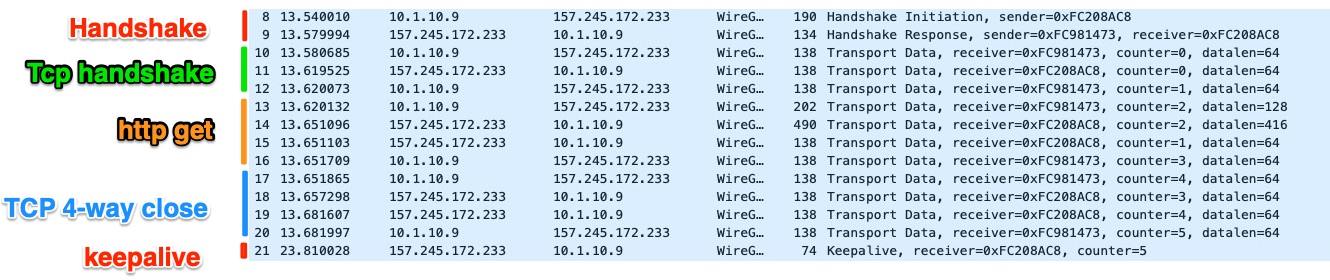 Handshake
8 13.540010 10.1.10.9 157.245.172.233 WireG… 190 Handshake Initiation, sender=0xFC208AC8
9 13.579994 157.245.172.233 10.1.10.9 WireG… 134 Handshake Response, sender=0xFC981473, receiver=0xFC208AC8
Tcp handshake
10 13.580685 10.1.10.9 157.245.172.233 WireG… 138 Transport Data, receiver=0xFC981473, counter=0, datalen=64
11 13.619525 157.245.172.233 10.1.10.9 WireG… 138 Transport Data, receiver=0xFC208AC8, counter=0, datalen=64
12 13.620073 10.1.10.9 157.245.172.233 WireG… 138 Transport Data, receiver=0xFC981473, counter=1, datalen=64
http get
13 13.620132 10.1.10.9 157.245.172.233 WireG… 202 Transport Data, receiver=0xFC981473, counter=2, datalen=128
14 13.651096 157.245.172.233 10.1.10.9 WireG… 490 Transport Data, receiver=0xFC208AC8, counter=2, datalen=416
15 13.651103 157.245.172.233 10.1.10.9 WireG… 138 Transport Data, receiver=0xFC208AC8, counter=1, datalen=64
16 13.651709 10.1.10.9 157.245.172.233 WireG… 138 Transport Data, receiver=0xFC981473, counter=3, datalen=64
TCP 4-way close
17 13.651865 10.1.10.9 157.245.172.233 WireG… 138 Transport Data, receiver=0xFC981473, counter=4, datalen=64
18 13.657298 157.245.172.233 10.1.10.9 WireG… 138 Transport Data, receiver=0xFC208AC8, counter=3, datalen=64
19 13.681607 157.245.172.233 10.1.10.9 WireG… 138 Transport Data, receiver=0xFC208AC8, counter=4, datalen=64
20 13.681997 10.1.10.9 157.245.172.233 WireG… 138 Transport Data, receiver=0xFC981473, counter=5, datalen=64
keepalive
21 23.810028 157.245.172.233 10.1.10.9 WireG… 74 Keepalive, receiver=0xFC208AC8, counter=5